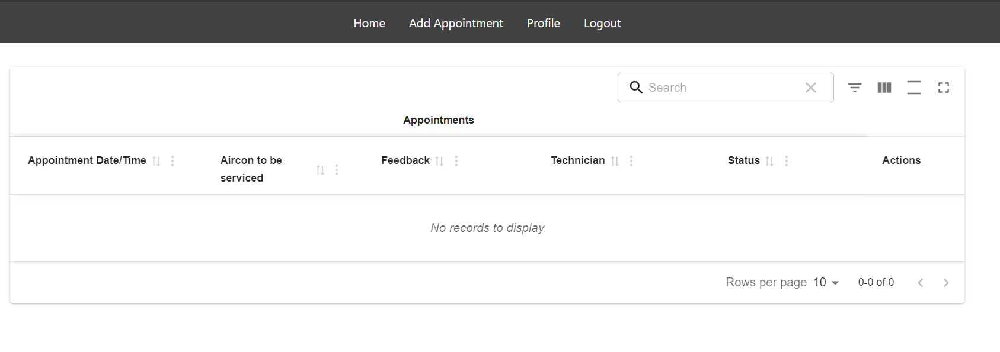 Home Add Appointment Profile Logout
Search
Appointments
Appointment Date/Time Aircon to be serviced Feedback Technician Status Actions
No records to display
Rows per page 10 0-0 of 0